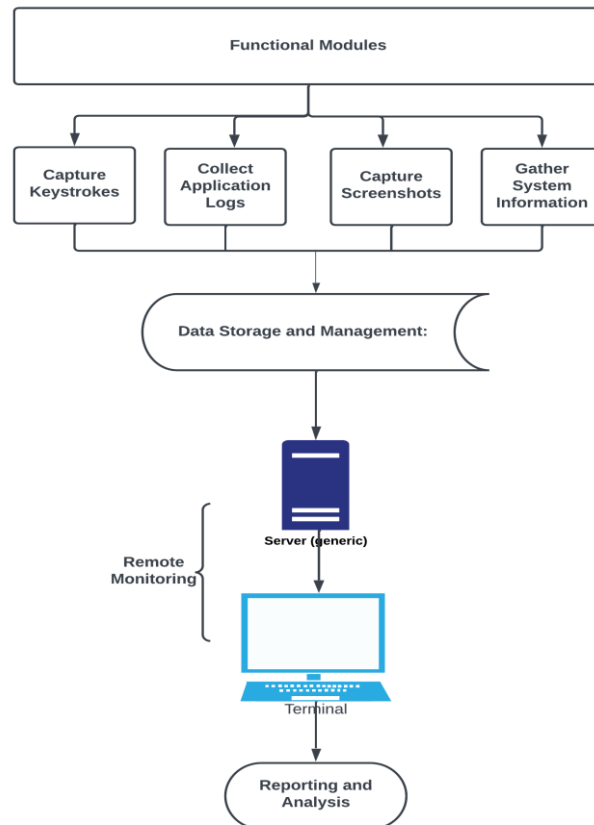 Functional Modules
Capture
Keystrokes
Collect
Application
Logs
Capture
Screenshots
Gather
System
Information
Data Storage and Management:
Server (generic)
Remote
Monitoring
Terminal
Reporting and
Analysis